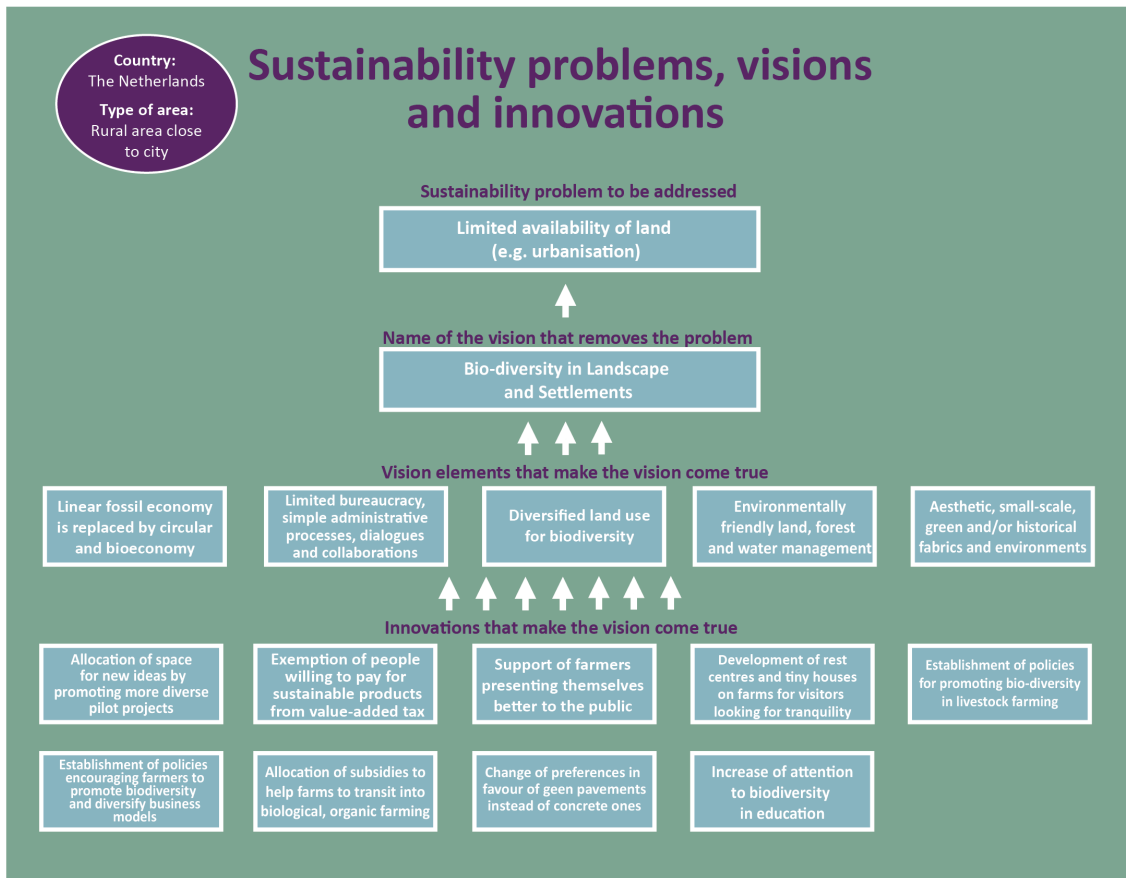 Country:
The Netherlands
Type of area:
Rural area close
to city
Sustainability problems, visions
and innovations
Sustainability problem to be addressed
Limited availability of land
(e.g. urbanisation)
Name of the vision that removes the problem
Bio-diversity in Landscape
and Settlements
Vision elements that make the vision come true
Linear fossil economy
is replaced by circular
and bioeconomy
Limited bureaucracy,
simple administrative
processes, dialogues
and collaborations
Diversified land use
for biodiversity
Environmentally
friendly land, forest
and water management
Aesthetic, small-scale,
green and/or historical
fabrics and environments
Innovations that make the vision come true
Allocation of space
for new ideas by
promoting more diverse
pilot projects
Exemption of people
willing to pay for
sustainable products
from value-added tax
Support of farmers
presenting themselves
better to the public
Development of rest
centres and tiny houses
on farms for visitors
looking for tranquility
Establishment of policies
for promoting bio-diversity
in livestock farming
Establishment of policies
encouraging farmers to
promote biodiversity
and diversify business
models
Allocation of subsidies to
help farms to transit into
biological, organic farming
Change of preferences in
favour of geen pavements
instead of concrete ones
Increase of attention
to biodiversity
in education